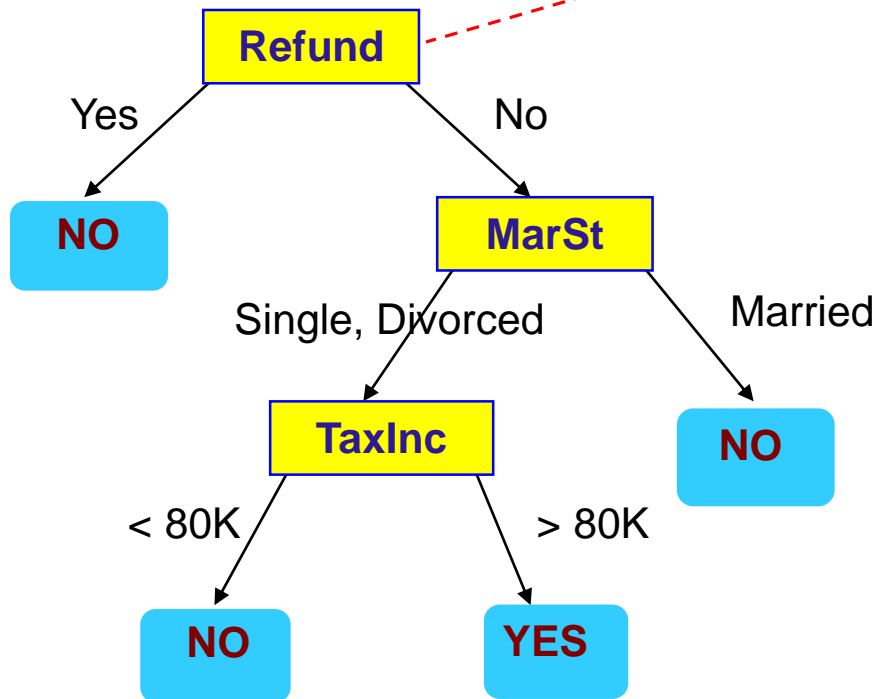 Refund
Yes
No
NO
MarSt
Single, Divorced
Married
TaxInc
NO
< 80K
> 80K
NO
YES